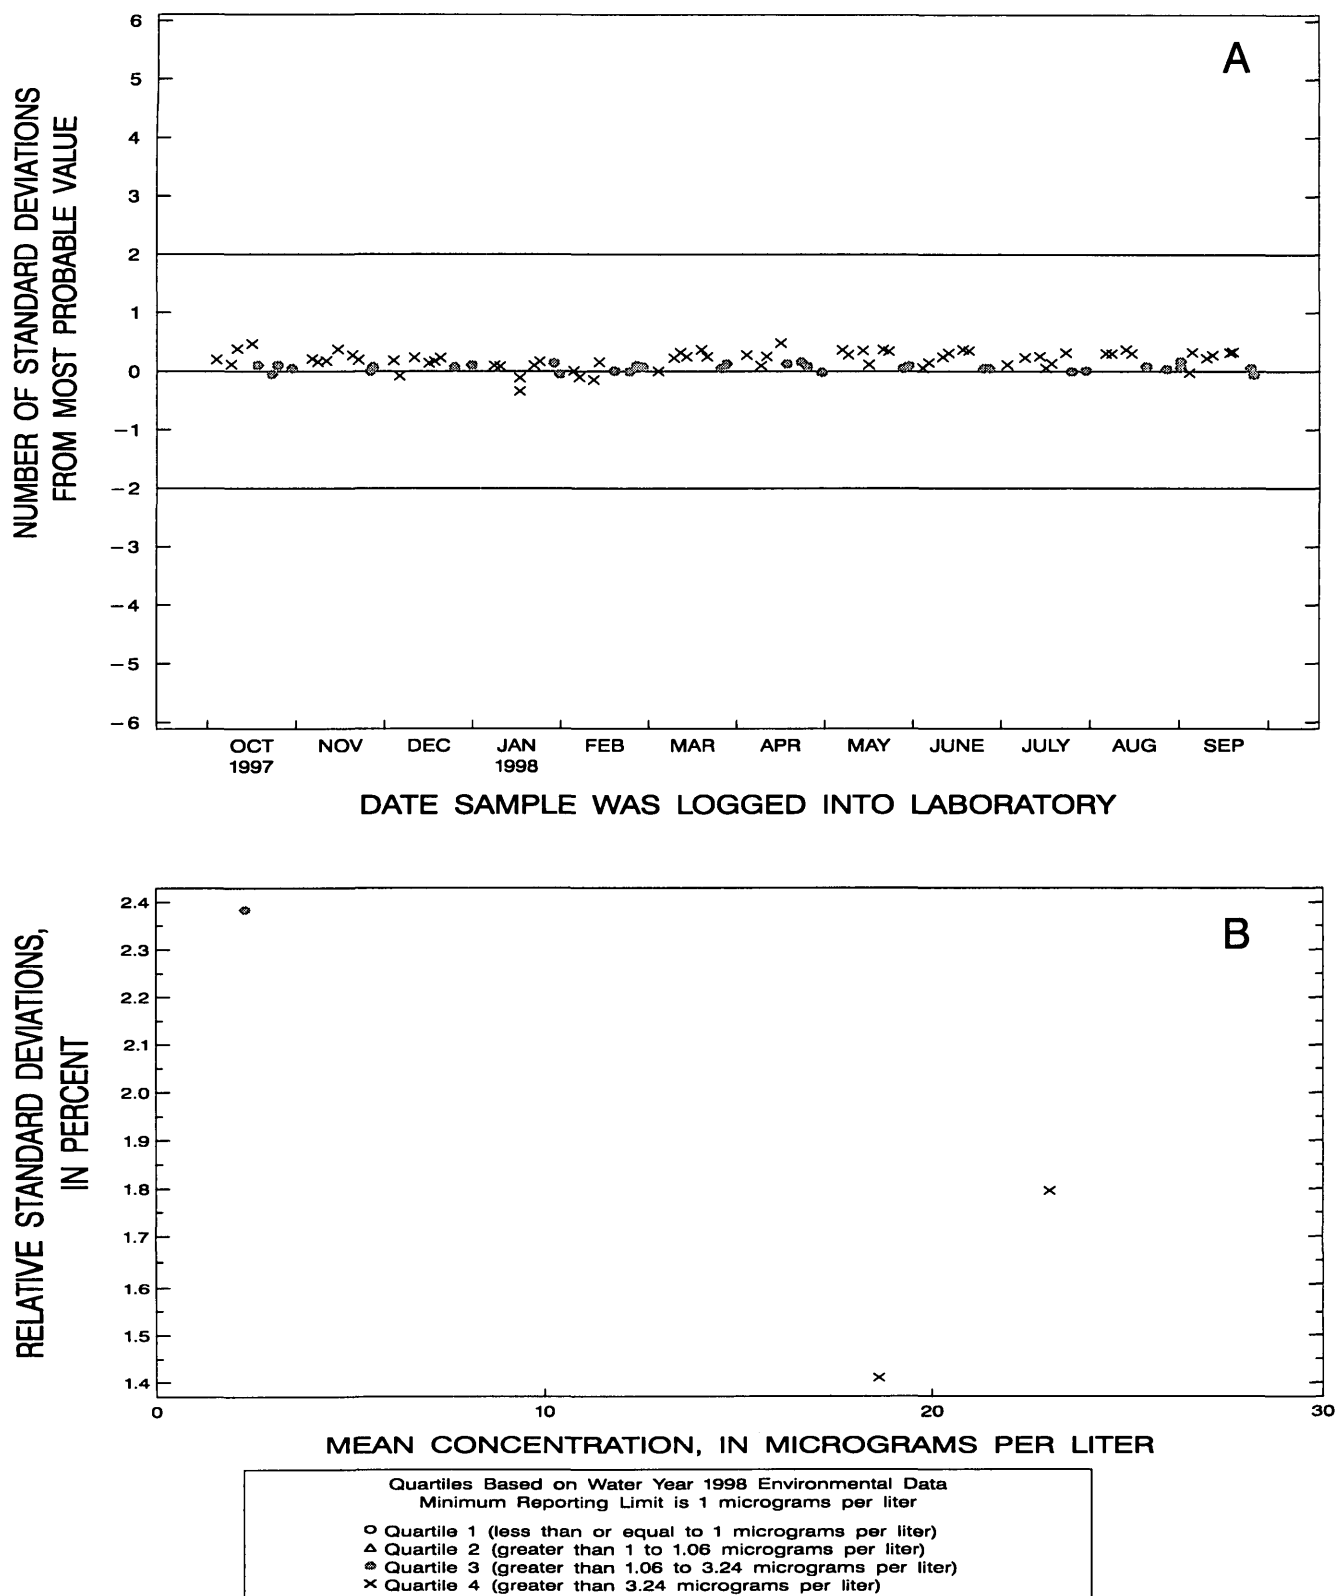 A
NUMBER OF STANDARD DEVIATIONS
FROM MOST PROBABLE VALUE
6
5
4
3
2
1
0
−1
−2
−3
−4
−5
−6
OCT NOV DEC JAN FEB MAR APR MAY JUNE JULY AUG SEP
1997 1998
DATE SAMPLE WAS LOGGED INTO LABORATORY
B
RELATIVE STANDARD DEVIATIONS,
IN PERCENT
2.4
2.3
2.2
2.1
2.0
1.9
1.8
1.7
1.6
1.5
1.4
0 10 20 30
MEAN CONCENTRATION, IN MICROGRAMS PER LITER
Quartiles Based on Water Year 1998 Environmental Data
Minimum Reporting Limit is 1 micrograms per liter
Quartile 1 (less than or equal to 1 micrograms per liter)
Quartile 2 (greater than 1 to 1.06 micrograms per liter)
Quartile 3 (greater than 1.06 to 3.24 micrograms per liter)
Quartile 4 (greater than 3.24 micrograms per liter)